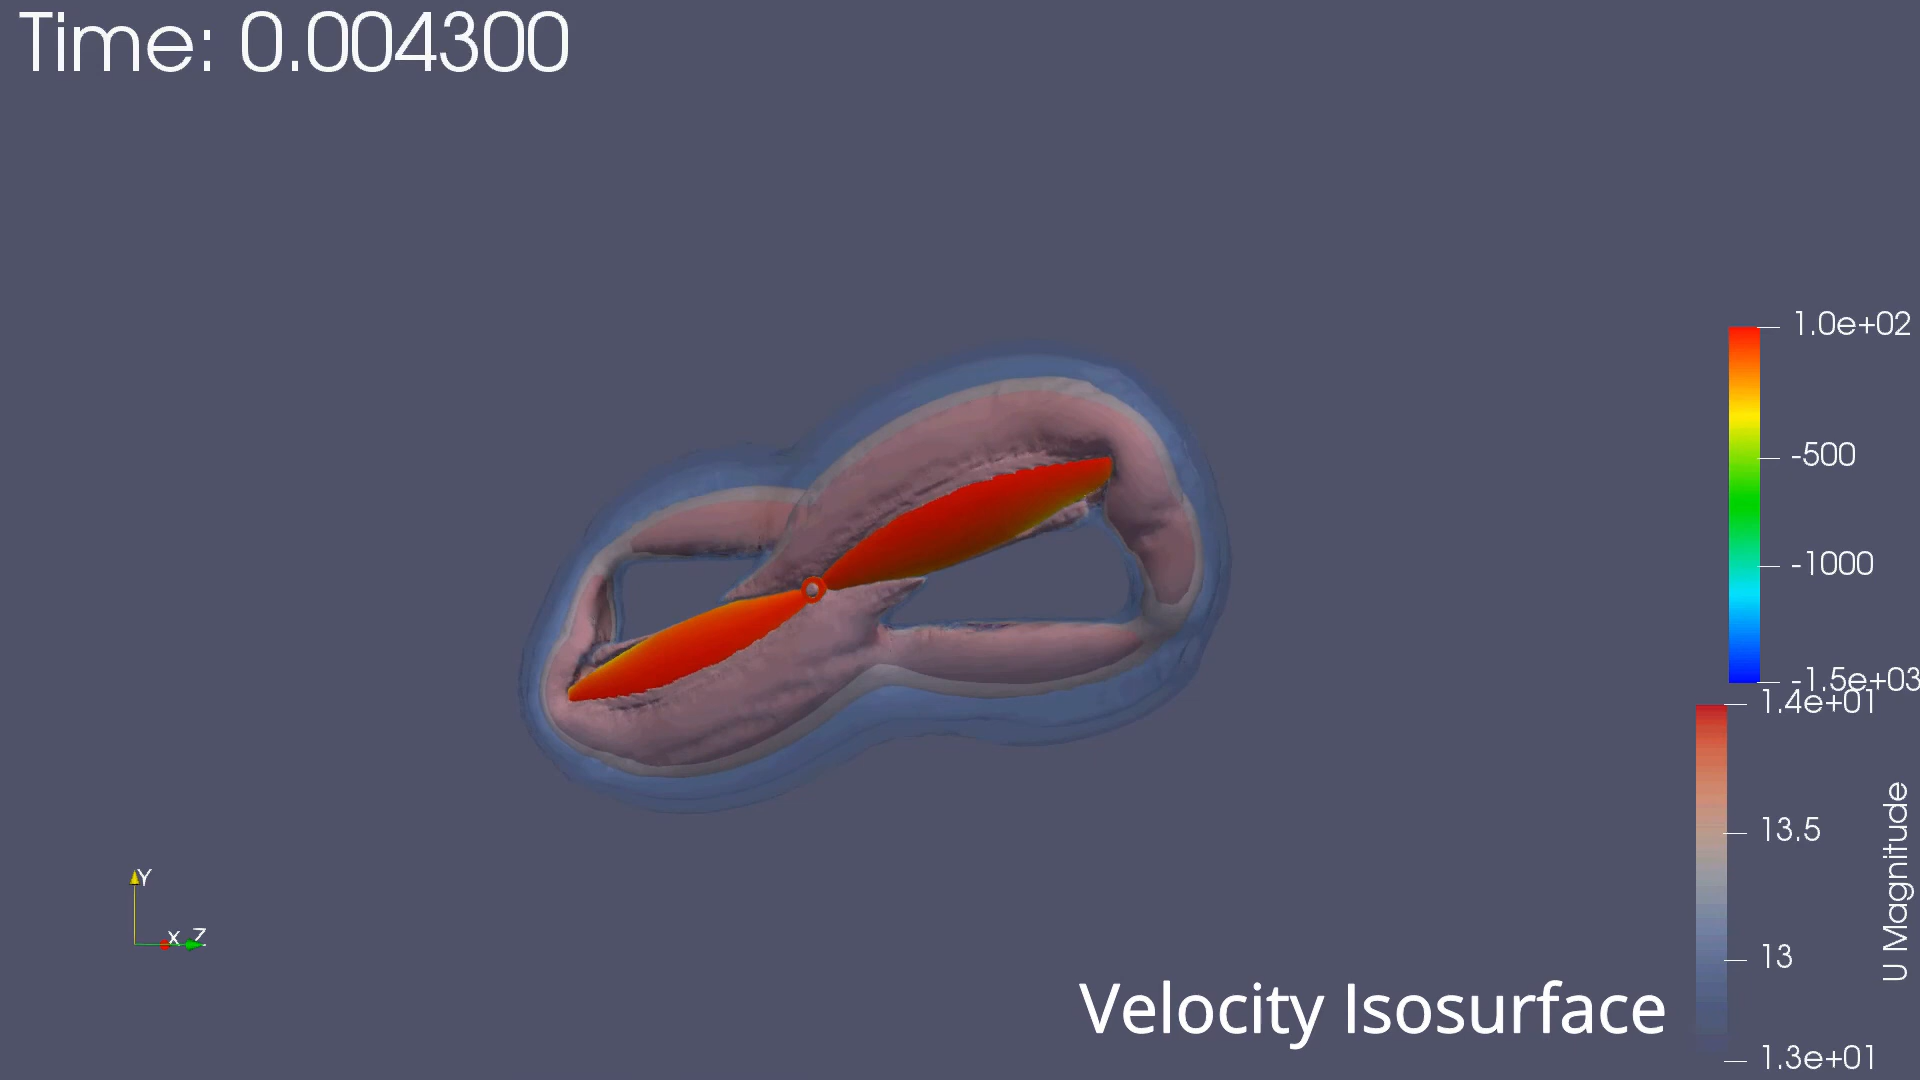 Time: 0.004300
1.0e+02
-500
-1000
-1.5e+03
1.4e+01
13.5
13
1.3e+01
U Magnitude
Y
X Z
Velocity Isosurface